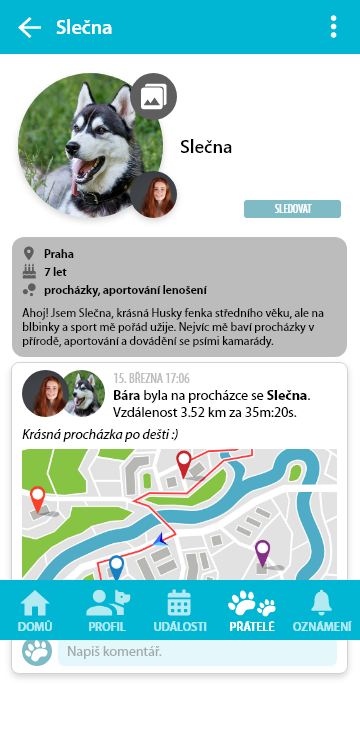 Slečna
Slečna
SLEDOVAT
Praha
7 let
procházky, aportování lenošení
Ahoj! Jsem Slečna, krásná Husky fenka středního věku, ale na
blbinky a sport mě pořád užije. Nejvíc mě baví procházky v
přírodě, aportování a dovádění se psími kamarády.
15. BŘEZNA 17:06
Bára byla na procházce se Slečna.
Vzdálenost 3.52 km za 35m:20s.
Krásná procházka po dešti :)
DOMŮ PROFIL UDÁLOSTI PŘATELÉ OZNÁMENÍ
Napiš komentář.